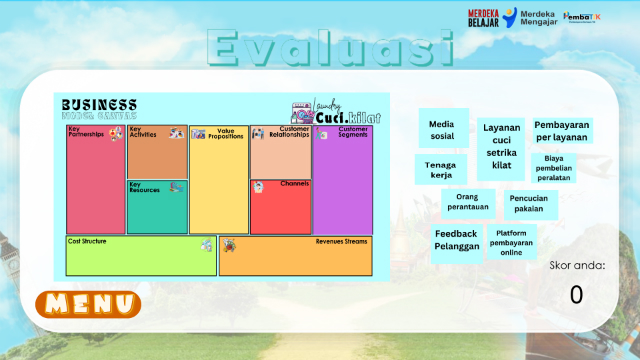 MERDEKA
BELAJAR
Merdeka
Mengajar
PembaTIK
Evaluasi
BUSINESS
MODEL CANVAS
Laundry
Cuci.kilat
Key
Partnerships
Key
Activities
Value
Propositions
Customer
Relationships
Customer
Segments
Key
Resources
Channels
Cost Structure
Revenues Streams
Media
sosial
Layanan
cuci
setrika
kilat
Pembayaran
per layanan
Tenaga
kerja
Biaya
pembelian
peralatan
Orang
perantauan
Pencucian
pakaian
Feedback
Pelanggan
Platform
pembayaran
online
Skor anda:
0
MENU